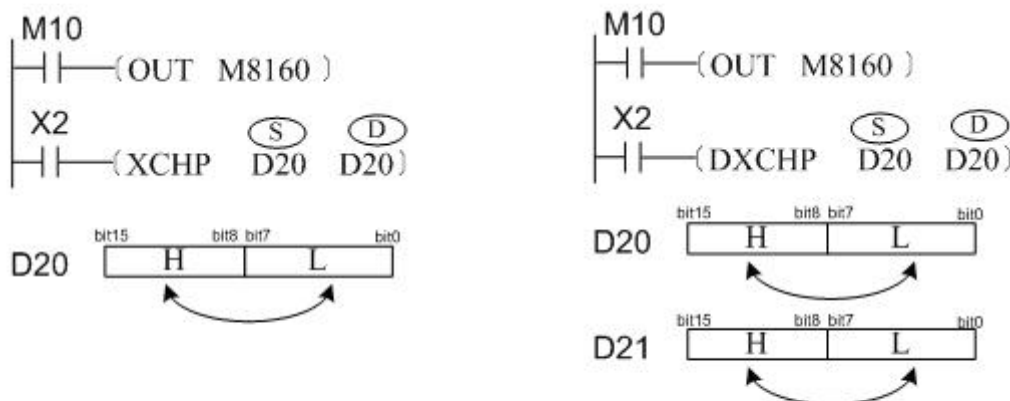 M10
(OUT M8160)
X2
S D
(XCHP D20 D20)
bit15 bit8 bit7 bit0
D20 H L
M10
(OUT M8160)
X2
S D
(DXCHP D20 D20)
bit15 bit8 bit7 bit0
D20 H L
bit15 bit8 bit7 bit0
D21 H L